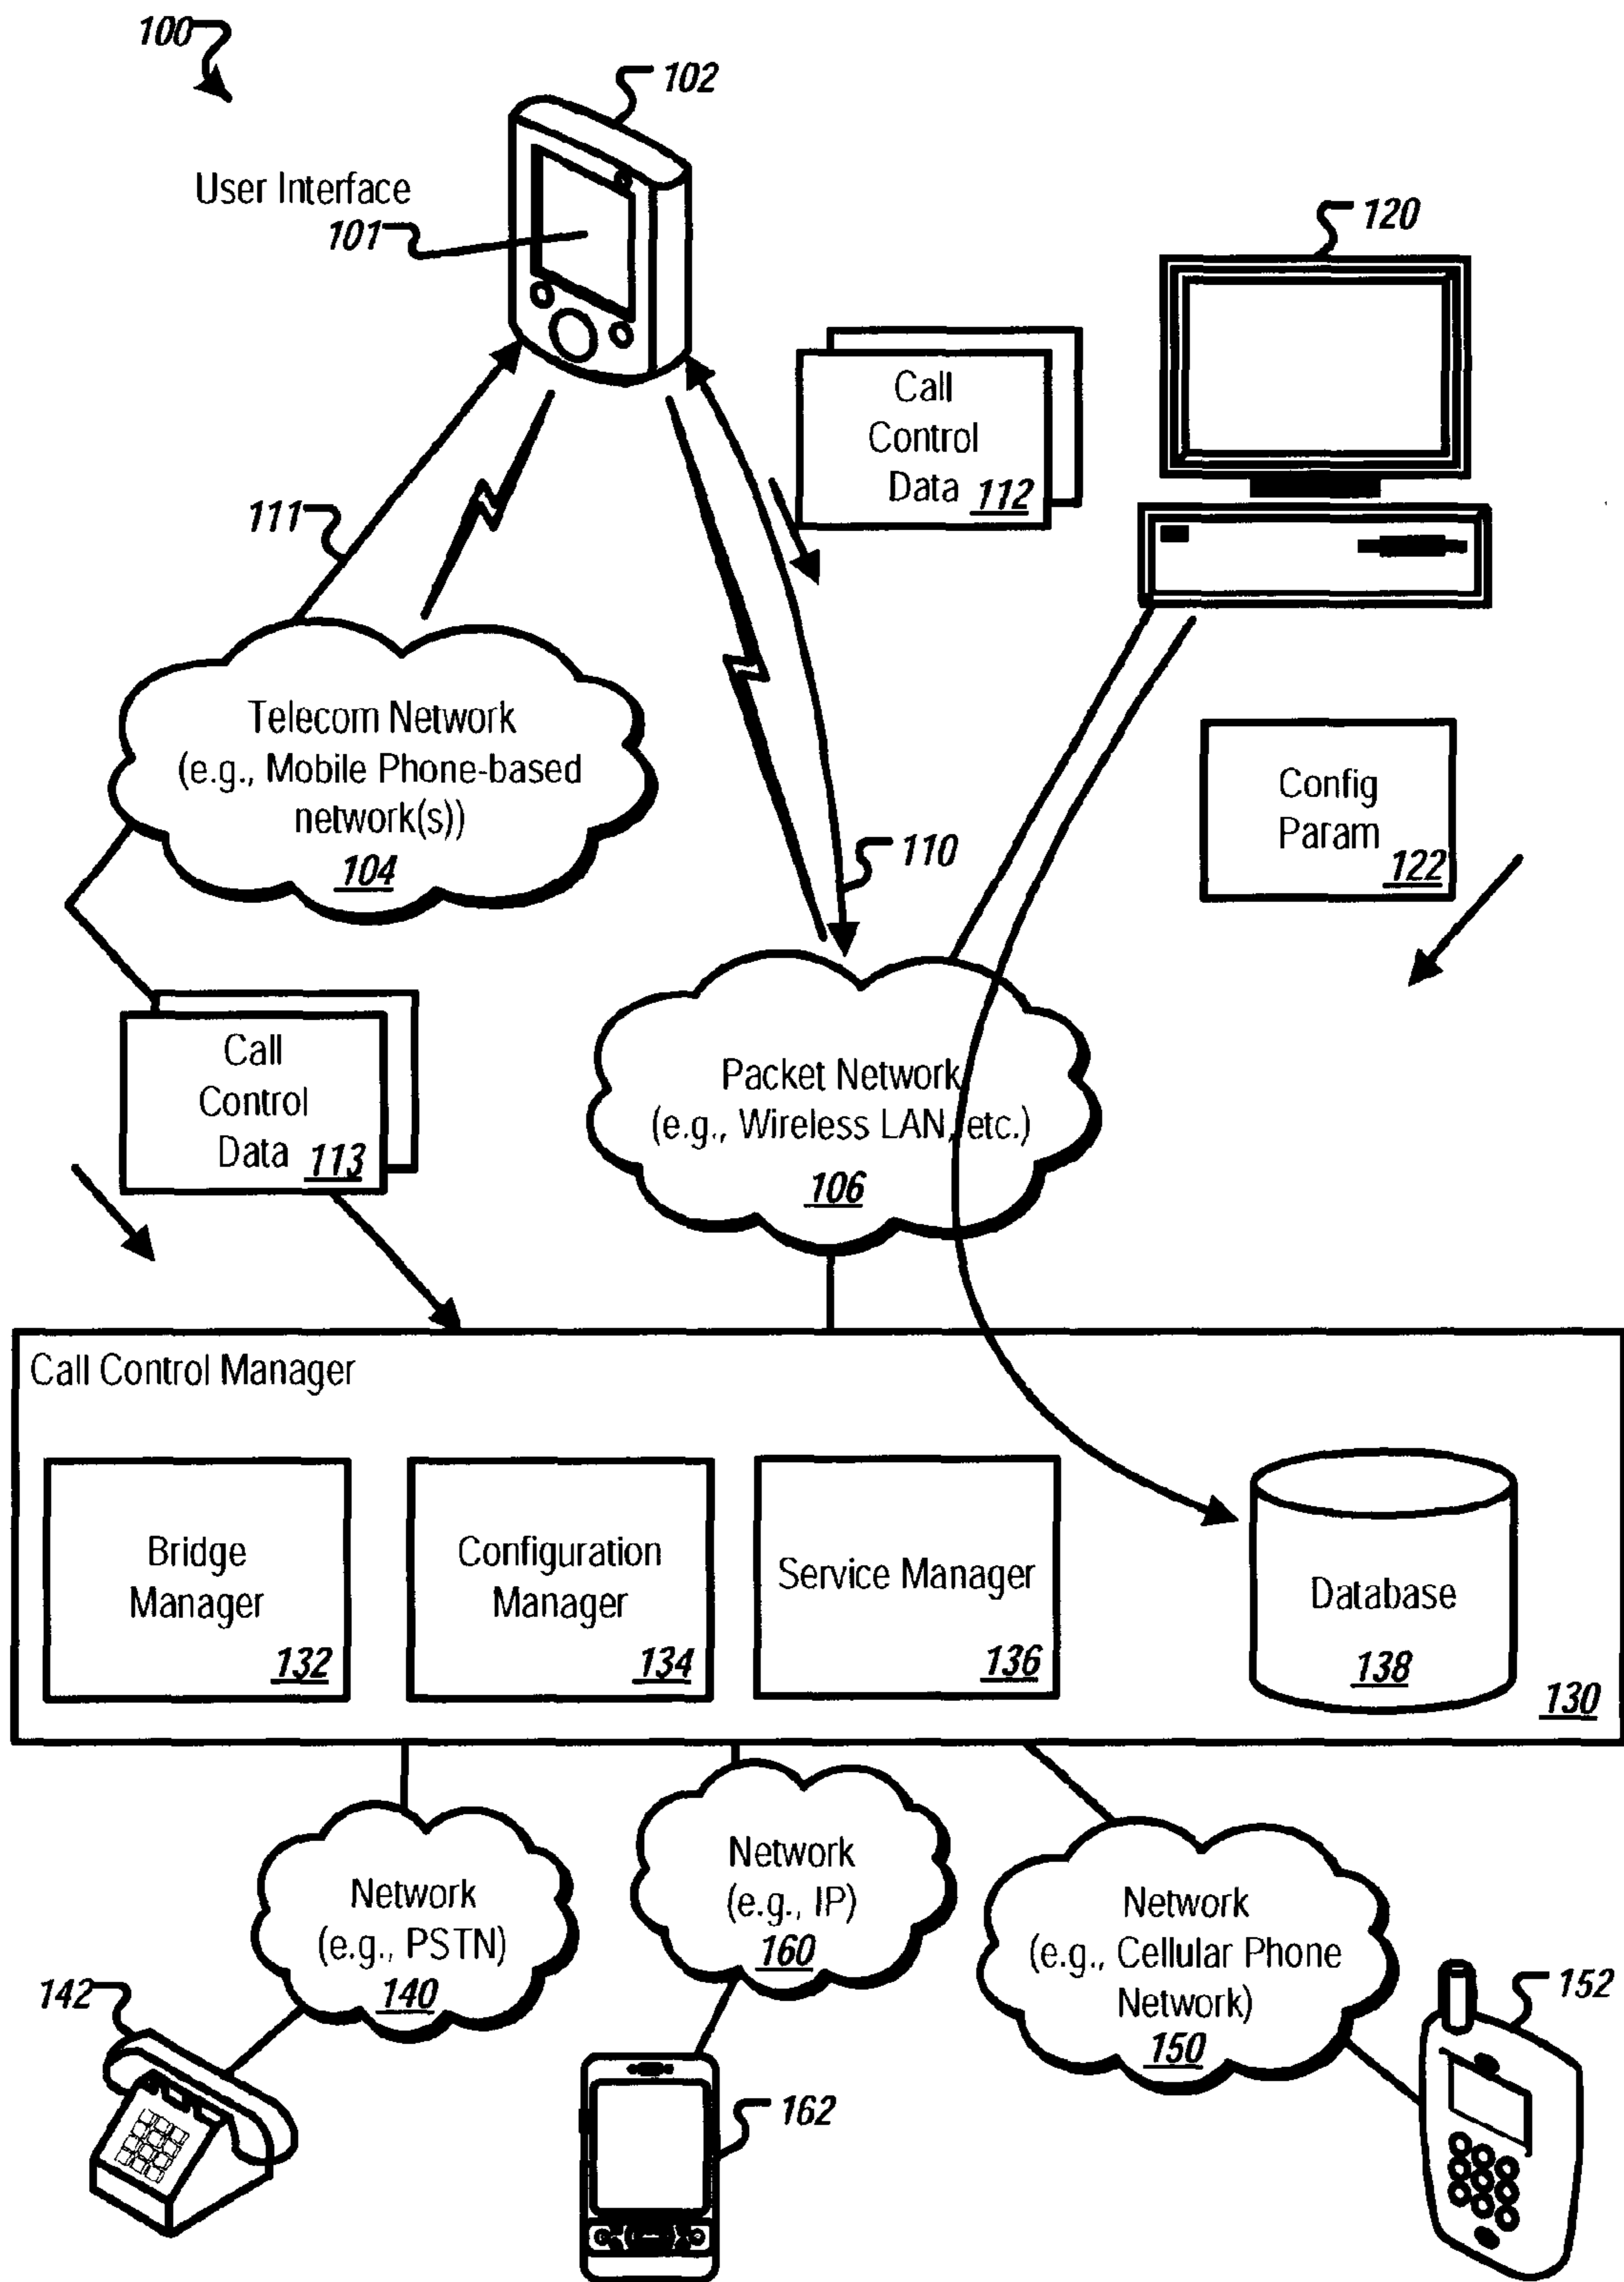 100
102
User Interface
101
120
Call
Control
Data 112
111
Telecom Network
(e.g., Mobile Phone-based
network(s))
104
110
Config
Param
122
Call
Control
Data 113
Packet Network
(e.g., Wireless LAN, etc.)
106
Call Control Manager
Bridge
Manager
132
Configuration
Manager
134
Service Manager
136
Database
138
130
Network
(e.g., PSTN)
140
Network
(e.g., IP)
160
Network
(e.g., Cellular Phone
Network)
150
142
162
152